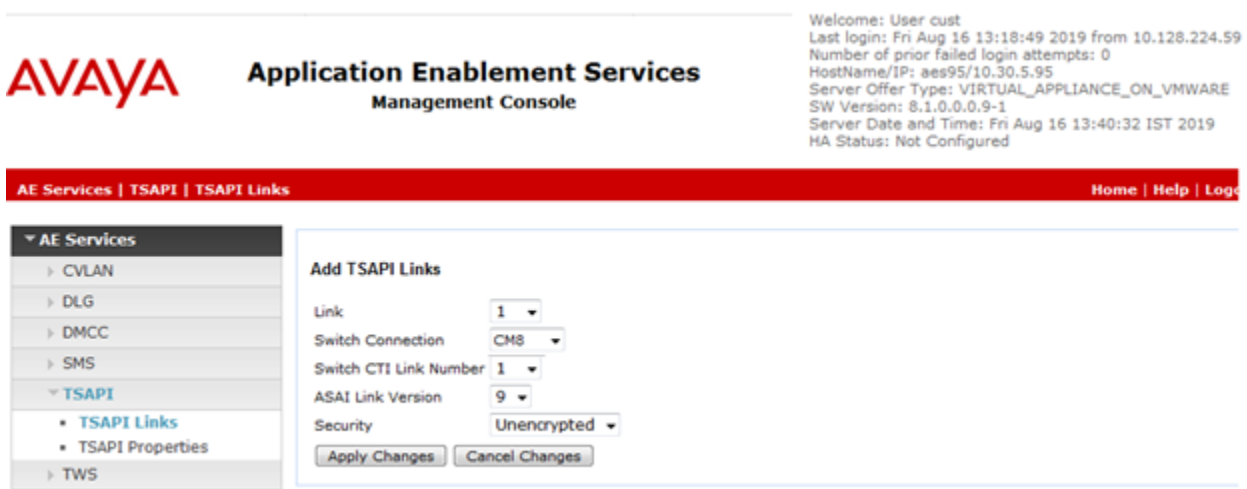 Welcome: User cust
Last login: Fri Aug 16 13:18:49 2019 from 10.128.224.59
Number of prior failed login attempts: 0
HostName/IP: aes95/10.30.5.95
Server Offer Type: VIRTUAL_APPLIANCE_ON_VMWARE
SW Version: 8.1.0.0.0.9-1
Server Date and Time: Fri Aug 16 13:40:32 IST 2019
HA Status: Not Configured
AVAYA
Application Enablement Services
Management Console
AE Services | TSAPI | TSAPI Links
Home | Help | Logo
AE Services
CVLAN
DLG
DMCC
SMS
TSAPI
TSAPI Links
TSAPI Properties
TWS
Add TSAPI Links
Link 1
Switch Connection CM8
Switch CTI Link Number 1
ASAI Link Version 9
Security Unencrypted
Apply Changes Cancel Changes